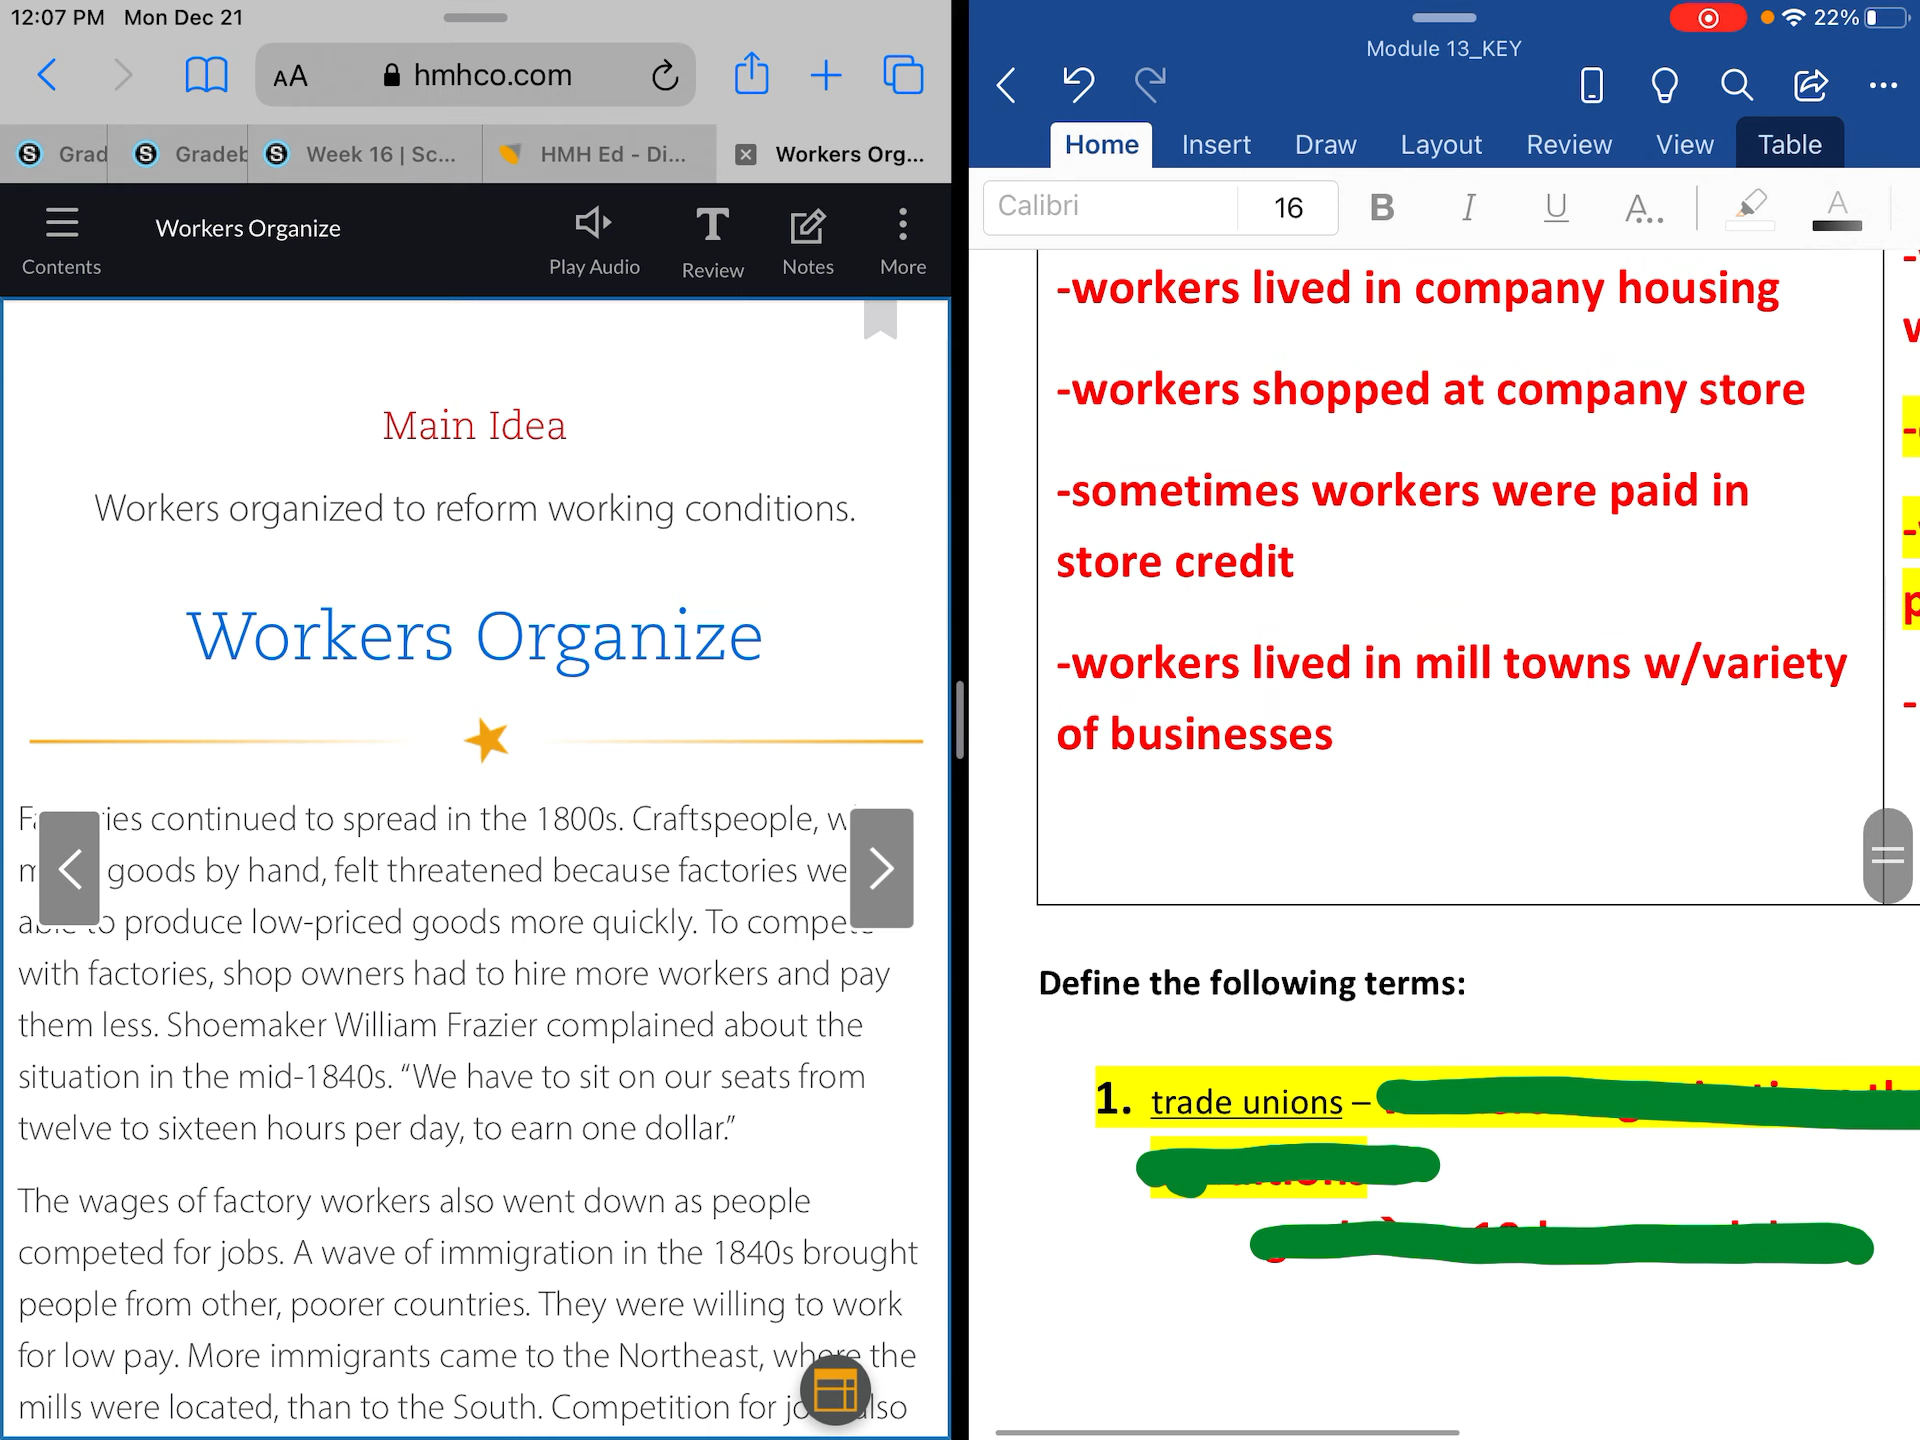 12:07 PM Mon Dec 21
AA hmhco.com
Grad
Gradeb
Week 16 | Sc...
HMH Ed - Di...
Workers Org...
Contents
Workers Organize
Play Audio
Review
Notes
More
Main Idea
Workers organized to reform working conditions.
Workers Organize
continued to spread in the 1800s. Craftspeople,
goods by hand, felt threatened because factories
produce low-priced goods more quickly. To
with factories, shop owners had to hire more workers and pay
them less. Shoemaker William Frazier complained about the
situation in the mid-1840s. “We have to sit on our seats from
twelve to sixteen hours per day, to earn one dollar.”
The wages of factory workers also went down as people
competed for jobs. A wave of immigration in the 1840s brought
people from other, poorer countries. They were willing to work
for low pay. More immigrants came to the Northeast, where the
mills were located, than to the South. Competition for
22%
Module 13_KEY
Home Insert Draw Layout Review View Table
Calibri 16 B I U A..
A
-workers lived in company housing
-workers shopped at company store
-sometimes workers were paid in
store credit
-workers lived in mill towns w/variety
of businesses
Define the following terms:
1. trade unions –